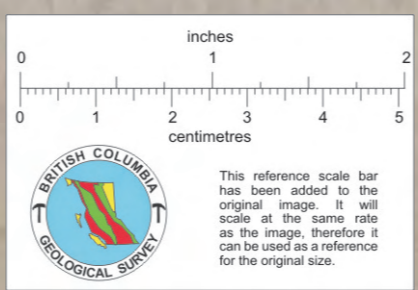 inches
0 1 2
0 1 2 3 4 5
centimetres
BRITISH COLUMBIA
GEOLOGICAL SURVEY
This reference scale bar
has been added to the
original image. It will
scale at the same rate
as the image, therefore it
can be used as a reference
for the original size.